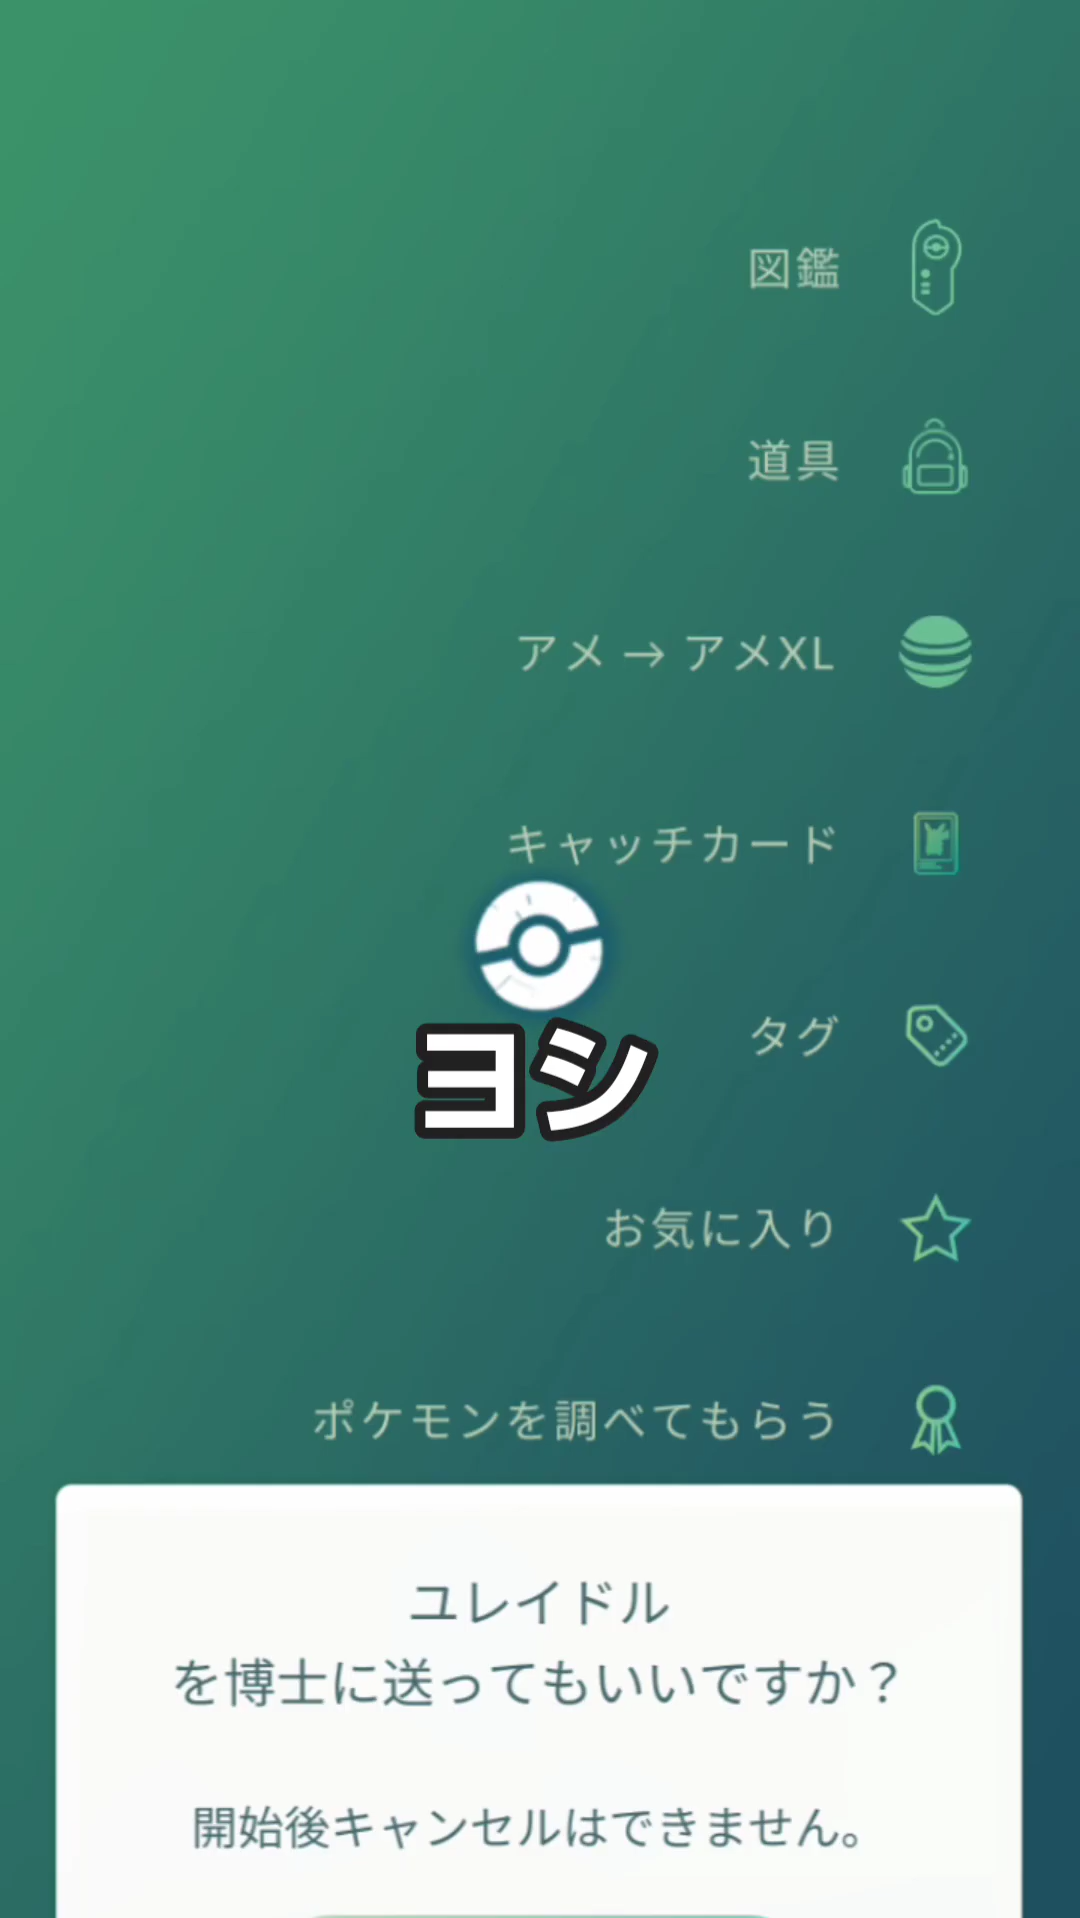 図鑑
道具
アメ → アメXL
キャッチカード
タグ
ヨシ
お気に入り
ポケモンを調べてもらう
ユレイドル
を博士に送ってもいいですか？
開始後キャンセルはできません。